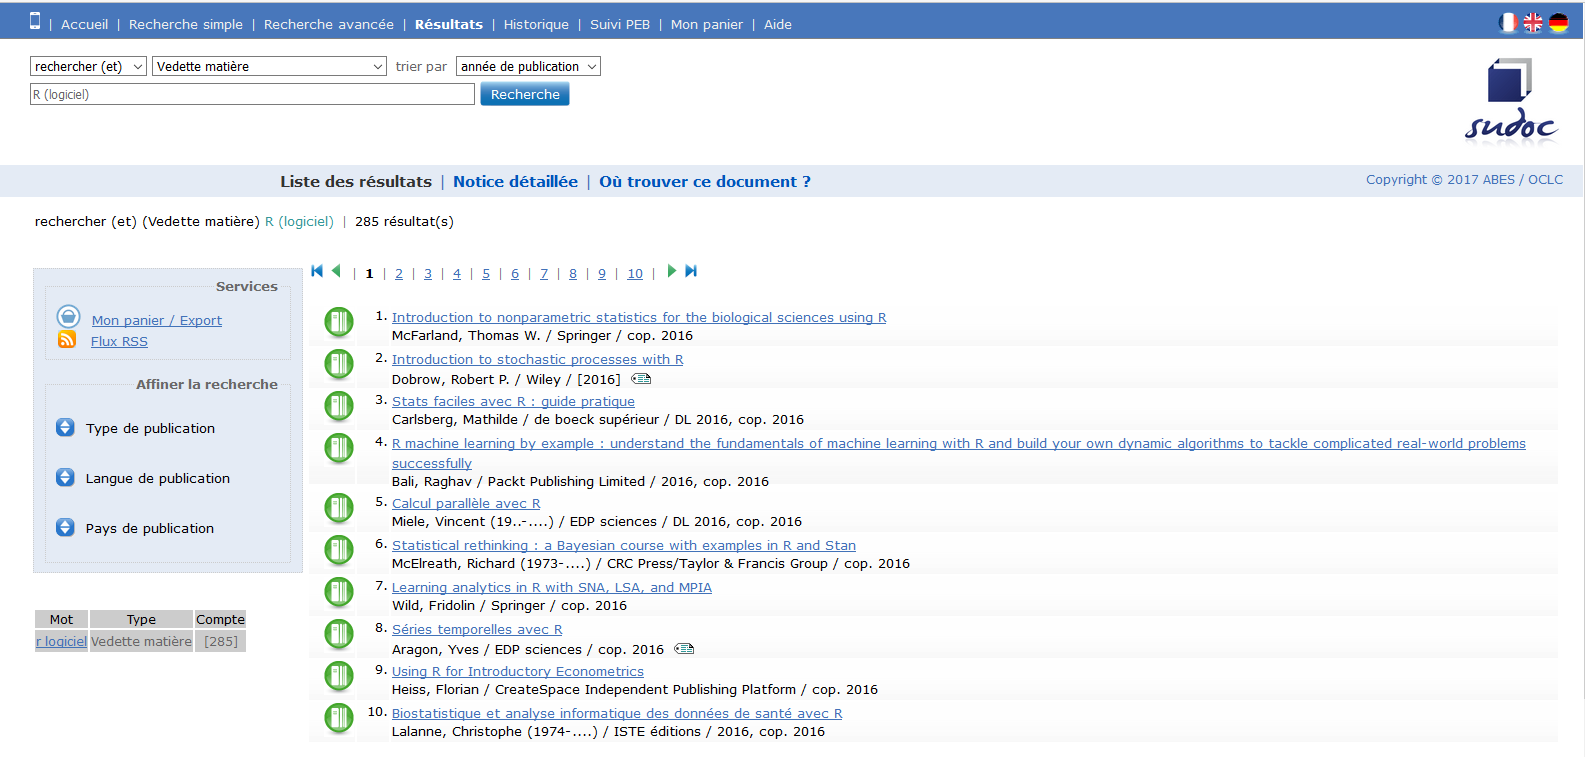 | Accueil | Recherche simple | Recherche avancée | Résultats | Historique | Suivi PEB | Mon panier | Aide
rechercher (et) Vedette matière trier par année de publication
R (logiciel) Recherche
sudoc
Liste des résultats | Notice détaillée | Où trouver ce document ? Copyright © 2017 ABES / OCLC
rechercher (et) (Vedette matière) R (logiciel) | 285 résultat(s)
Services
Mon panier / Export
Flux RSS
Affiner la recherche
Type de publication
Langue de publication
Pays de publication
Mot Type Compte
r logiciel Vedette matière [285]
| 1 | 2 | 3 | 4 | 5 | 6 | 7 | 8 | 9 | 10 |
1. Introduction to nonparametric statistics for the biological sciences using R
McFarland, Thomas W. / Springer / cop. 2016
2. Introduction to stochastic processes with R
Dobrow, Robert P. / Wiley / [2016]
3. Stats faciles avec R : guide pratique
Carlsberg, Mathilde / de boeck supérieur / DL 2016, cop. 2016
4. R machine learning by example : understand the fundamentals of machine learning with R and build your own dynamic algorithms to tackle complicated real-world problems
successfully
Bali, Raghav / Packt Publishing Limited / 2016, cop. 2016
5. Calcul parallèle avec R
Miele, Vincent (19..-....) / EDP sciences / DL 2016, cop. 2016
6. Statistical rethinking : a Bayesian course with examples in R and Stan
McElreath, Richard (1973-....) / CRC Press/Taylor & Francis Group / cop. 2016
7. Learning analytics in R with SNA, LSA, and MPIA
Wild, Fridolin / Springer / cop. 2016
8. Séries temporelles avec R
Aragon, Yves / EDP sciences / cop. 2016
9. Using R for Introductory Econometrics
Heiss, Florian / CreateSpace Independent Publishing Platform / cop. 2016
10. Biostatistique et analyse informatique des données de santé avec R
Lalanne, Christophe (1974-....) / ISTE éditions / 2016, cop. 2016